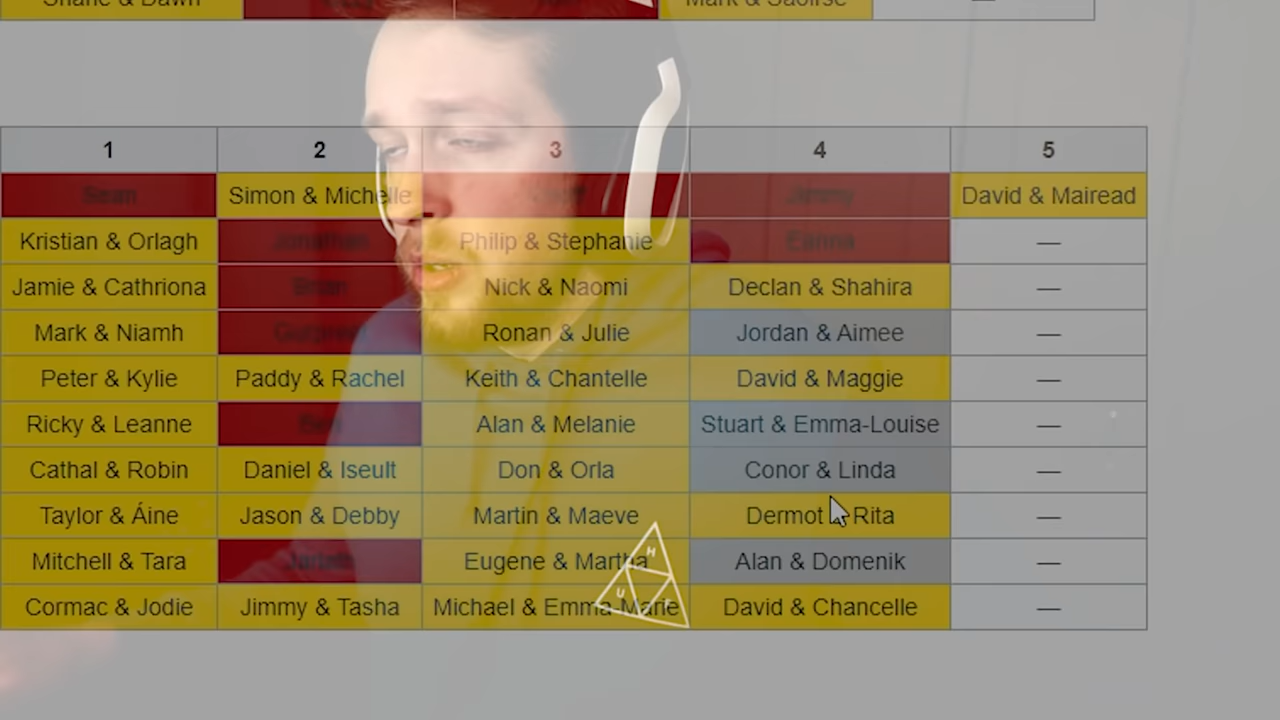 Shane & Dawn Mark & Saoirse —
1 2 3 4 5
Sean Simon & Michelle David & Mairead
Kristian & Orlagh Jonathan Philip & Stephanie Eanna —
Jamie & Cathriona Brian Nick & Naomi Declan & Shahira —
Mark & Niamh Ronan & Julie Jordan & Aimee —
Peter & Kylie Paddy & Rachel Keith & Chantelle David & Maggie —
Ricky & Leanne Alan & Melanie Stuart & Emma-Louise —
Cathal & Robin Daniel & Iseult Don & Orla Conor & Linda —
Taylor & Áine Jason & Debby Martin & Maeve Dermot & Rita —
Mitchell & Tara Eugene & Martha Alan & Domenik —
Cormac & Jodie Jimmy & Tasha Michael & Emma-Marie David & Chancelle —
H
U